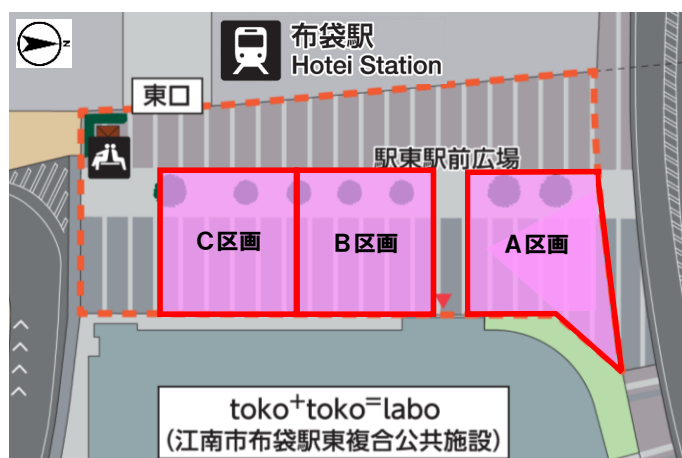 N
布袋駅
Hotei Station
東口
駅東駅前広場
C区画
B区画
A区画
toko+toko=labo
(江南市布袋駅東複合公共施設)